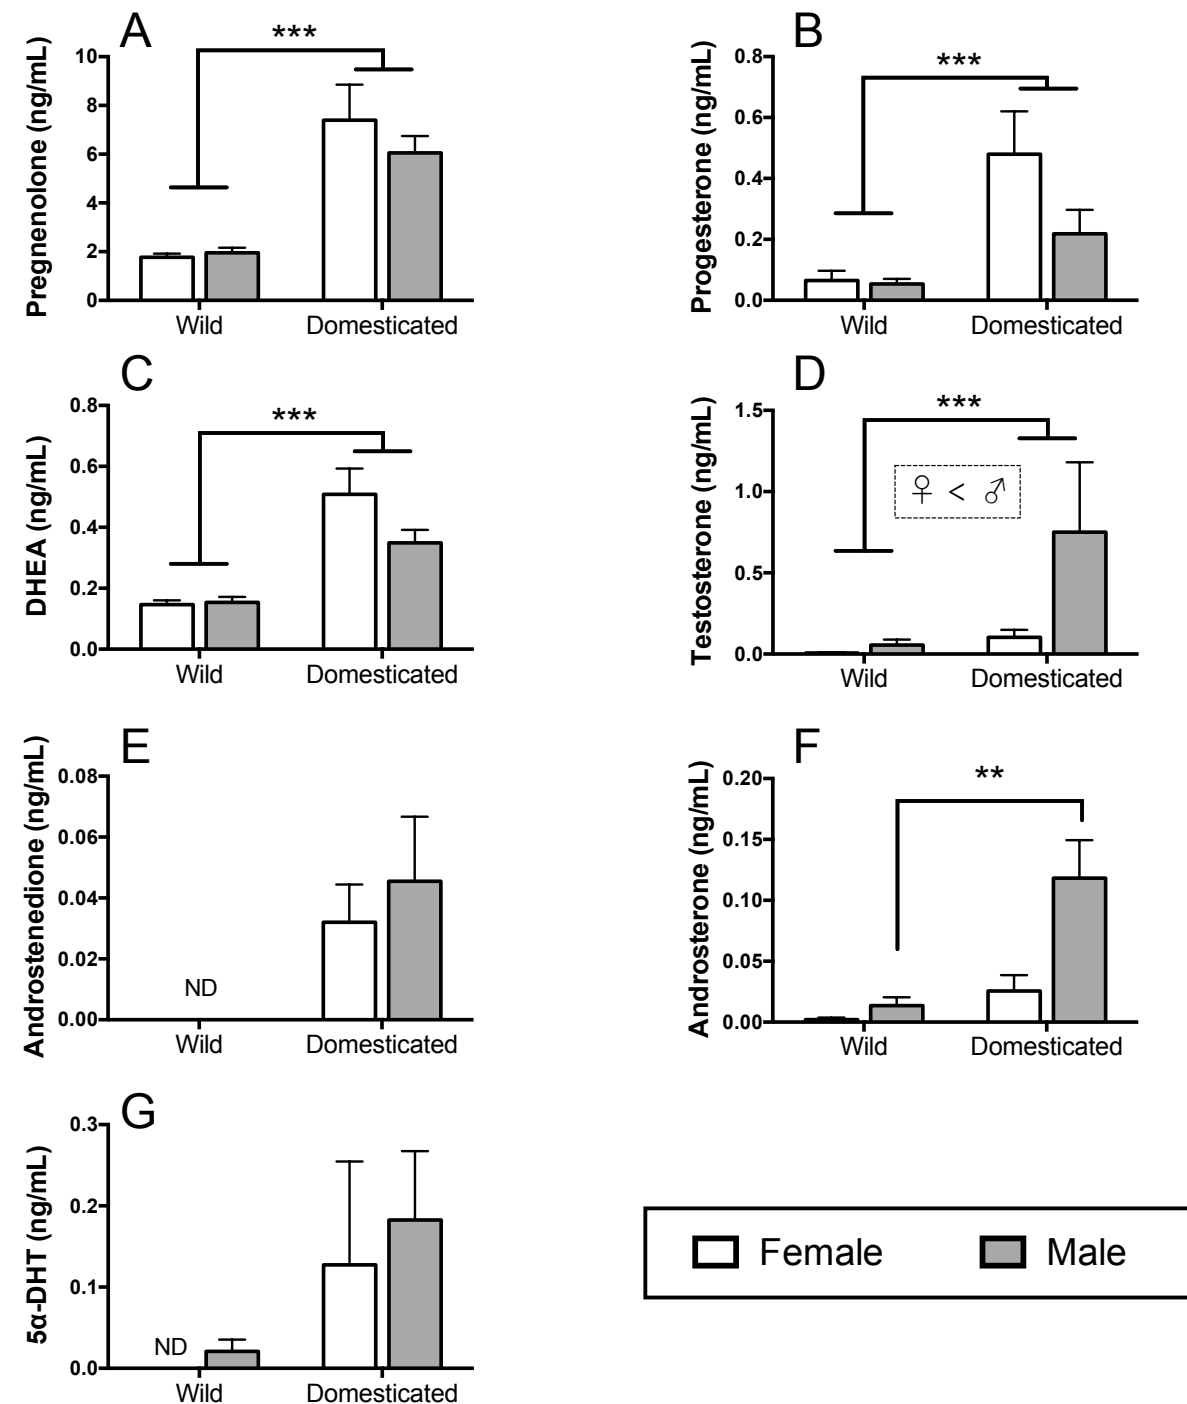 A
Pregnenolone (ng/mL)
10
8
6
4
2
0
***
Wild
Domesticated
B
Progesterone (ng/mL)
0.8
0.6
0.4
0.2
0.0
***
Wild
Domesticated
C
DHEA (ng/mL)
0.8
0.6
0.4
0.2
0.0
***
Wild
Domesticated
D
Testosterone (ng/mL)
1.5
1.0
0.5
0.0
***
♀ < ♂
Wild
Domesticated
E
Androstenedione (ng/mL)
0.08
0.06
0.04
0.02
0.00
ND
Wild
Domesticated
F
Androsterone (ng/mL)
0.20
0.15
0.10
0.05
0.00
**
Wild
Domesticated
G
5α-DHT (ng/mL)
0.3
0.2
0.1
0.0
ND
Wild
Domesticated
Female
Male